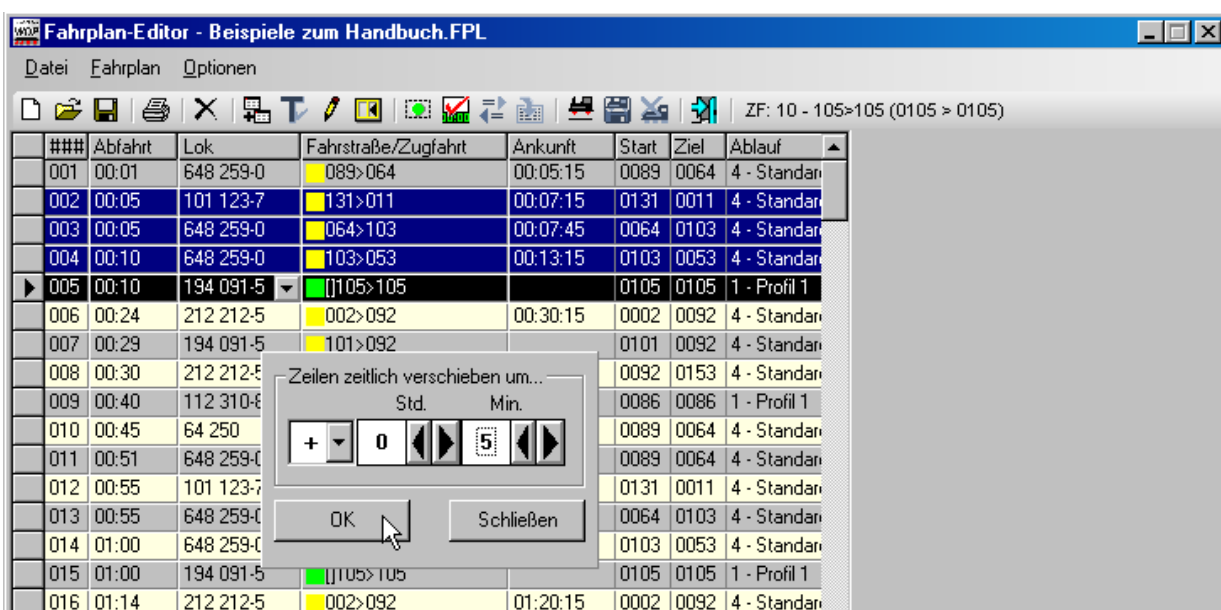 Fahrplan-Editor - Beispiele zum Handbuch.FPL
Datei Fahrplan Optionen
ZF: 10 - 105>105 (0105 > 0105)
### Abfahrt Lok Fahrstraße/Zugfahrt Ankunft Start Ziel Ablauf
001 00:01 648 259-0 089>064 00:05:15 0089 0064 4 - Standar
002 00:05 101 123-7 131>011 00:07:15 0131 0011 4 - Standar
003 00:05 648 259-0 064>103 00:07:45 0064 0103 4 - Standar
004 00:10 648 259-0 103>053 00:13:15 0103 0053 4 - Standar
005 00:10 194 091-5 []105>105 0105 0105 1 - Profil 1
006 00:24 212 212-5 002>092 00:30:15 0002 0092 4 - Standar
007 00:29 194 091-5 101>092 0101 0092 4 - Standar
008 00:30 212 212-5 0092 0153 4 - Standar
009 00:40 112 310-8 0086 0086 1 - Profil 1
010 00:45 64 250 0089 0064 4 - Standar
011 00:51 648 259-0 0089 0064 4 - Standar
012 00:55 101 123-7 0131 0011 4 - Standar
013 00:55 648 259-0 0064 0103 4 - Standar
014 01:00 648 259-0 0103 0053 4 - Standar
015 01:00 194 091-5 []105>105 0105 0105 1 - Profil 1
016 01:14 212 212-5 002>092 01:20:15 0002 0092 4 - Standar
Zeilen zeitlich verschieben um...
Std. Min.
+ 0 5
OK Schließen